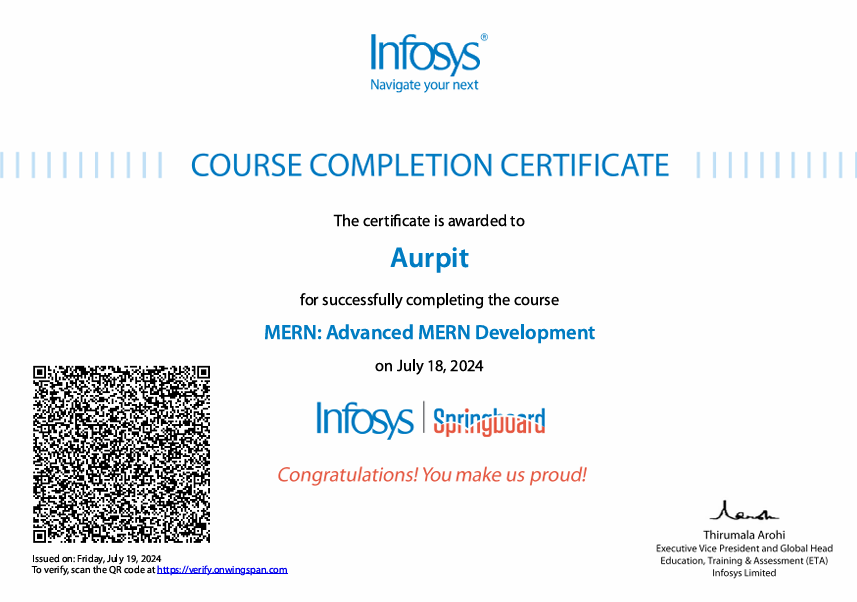 Infosys®
Navigate your next
COURSE COMPLETION CERTIFICATE
The certificate is awarded to
Aurpit
for successfully completing the course
MERN: Advanced MERN Development
on July 18, 2024
Infosys | Springboard
Congratulations! You make us proud!
Thirumala Arohi
Executive Vice President and Global Head
Education, Training & Assessment (ETA)
Infosys Limited
Issued on: Friday, July 19, 2024
To verify, scan the QR code at https://verify.onwingspan.com